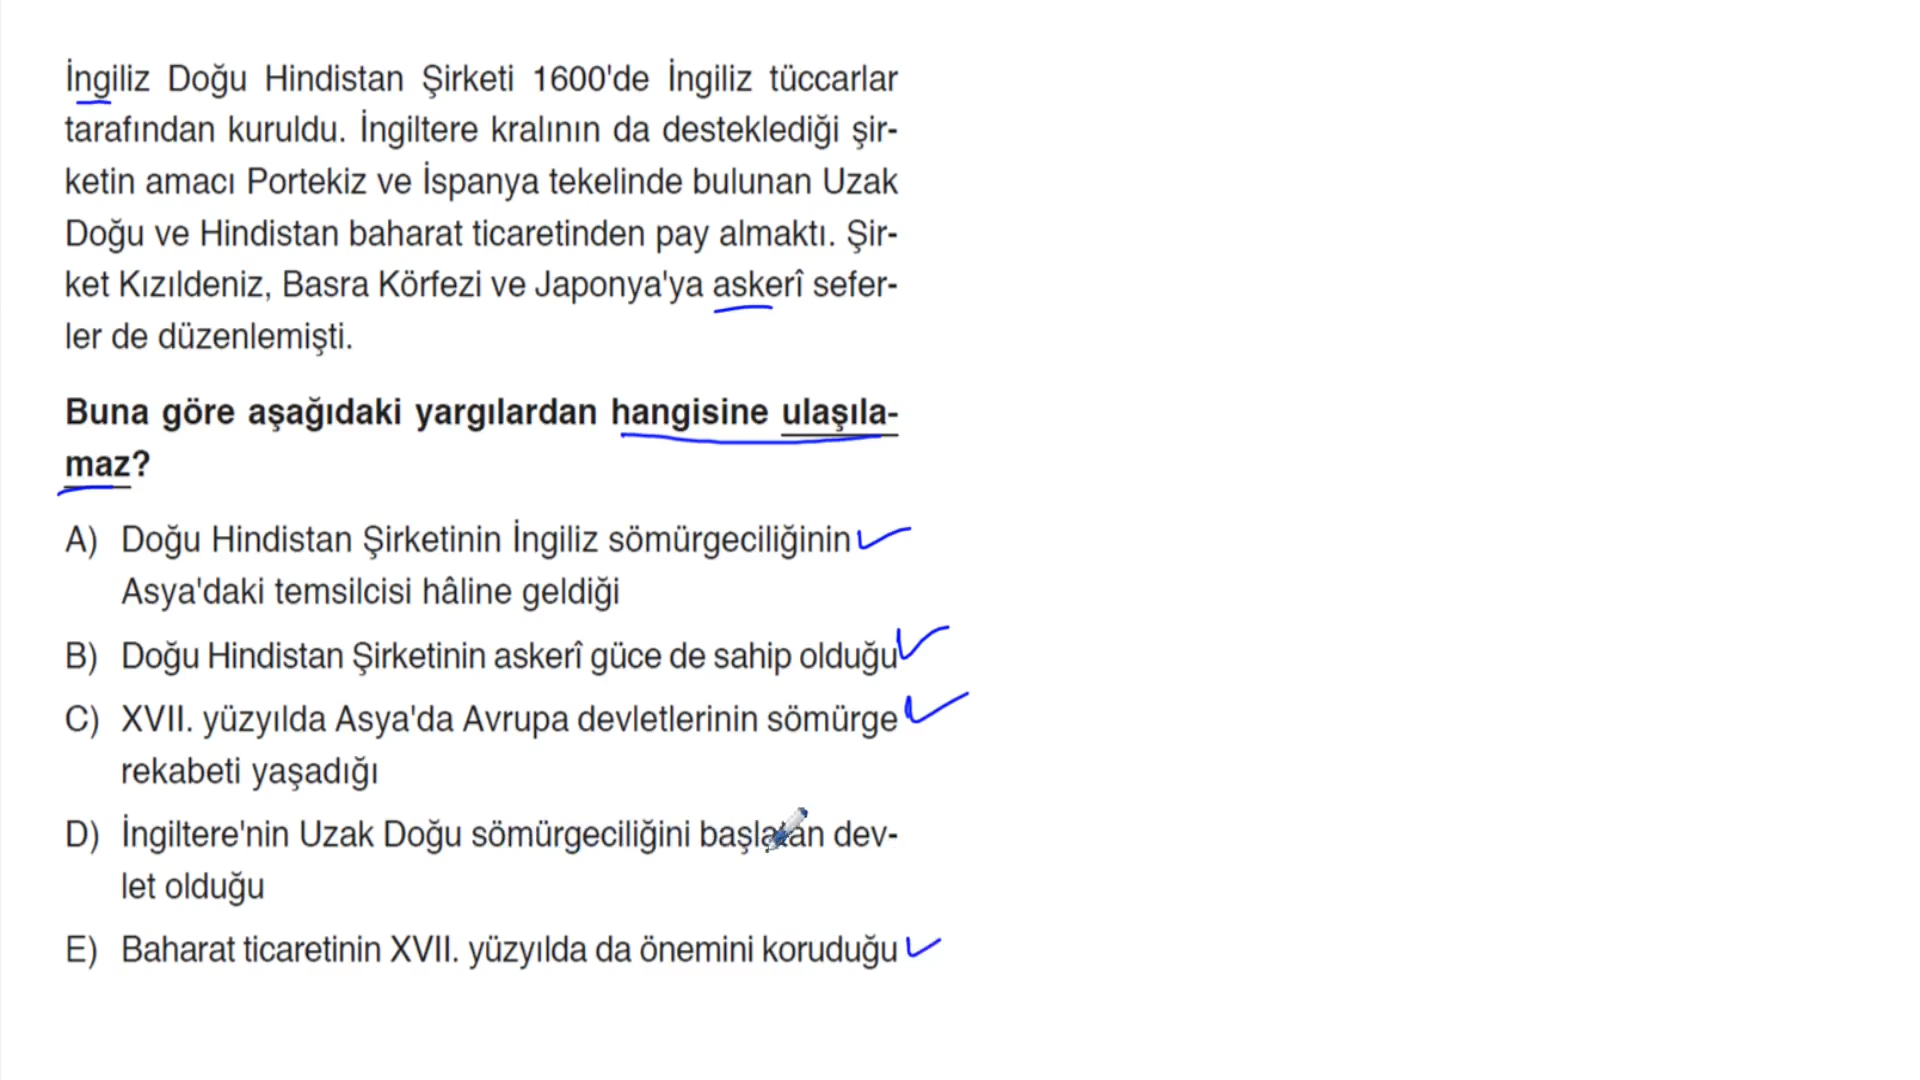 İngiliz Doğu Hindistan Şirketi 1600'de İngiliz tüccarlar
tarafından kuruldu. İngiltere kralının da desteklediği şir-
ketin amacı Portekiz ve İspanya tekelinde bulunan Uzak
Doğu ve Hindistan baharat ticaretinden pay almaktı. Şir-
ket Kızıldeniz, Basra Körfezi ve Japonya'ya askerî sefer-
ler de düzenlemişti.
Buna göre aşağıdaki yargılardan hangisine ulaşıla-
maz?
A) Doğu Hindistan Şirketinin İngiliz sömürgeciliğinin
Asya'daki temsilcisi hâline geldiği
B) Doğu Hindistan Şirketinin askerî güce de sahip olduğu
C) XVII. yüzyılda Asya'da Avrupa devletlerinin sömürge
rekabeti yaşadığı
D) İngiltere'nin Uzak Doğu sömürgeciliğini başlatan dev-
let olduğu
E) Baharat ticaretinin XVII. yüzyılda da önemini koruduğu